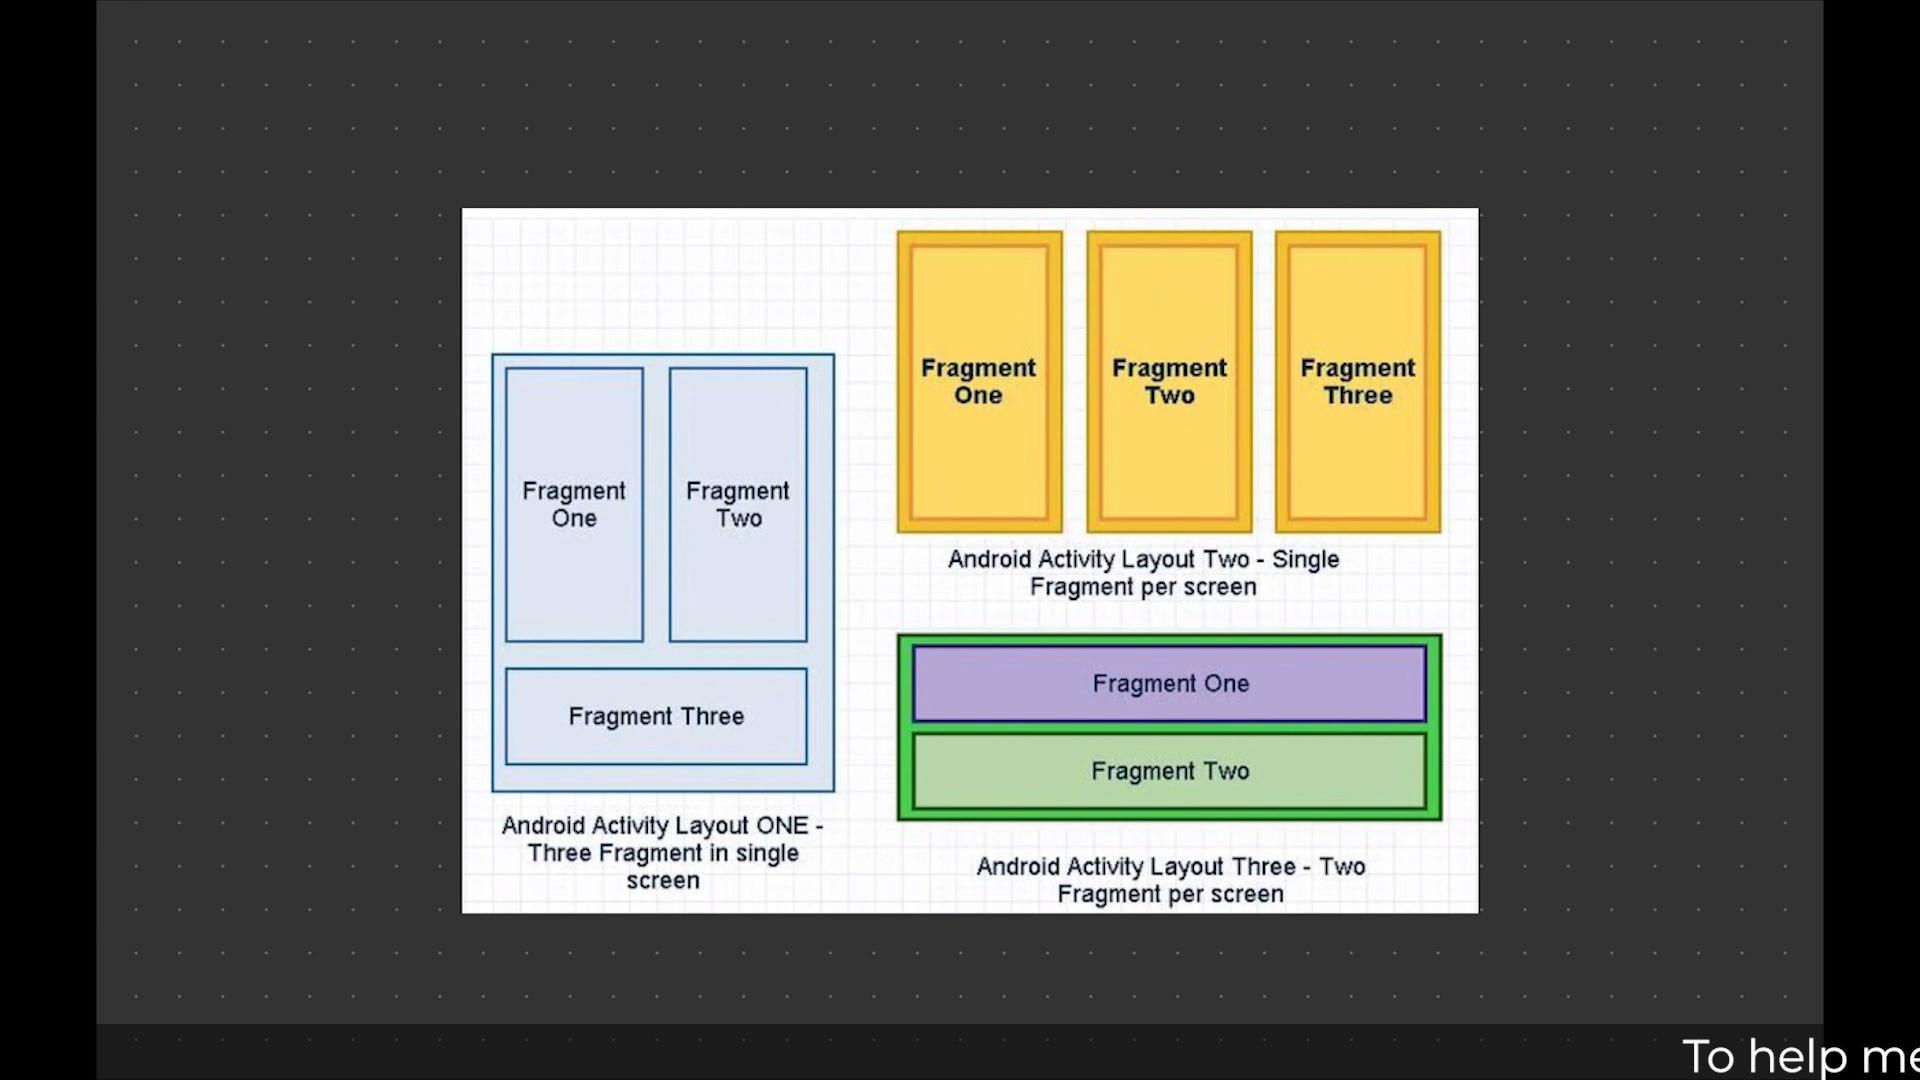 Fragment
One
Fragment
Two
Fragment Three
Android Activity Layout ONE -
Three Fragment in single
screen
Fragment
One
Fragment
Two
Fragment
Three
Android Activity Layout Two - Single
Fragment per screen
Fragment One
Fragment Two
Android Activity Layout Three - Two
Fragment per screen
To help me